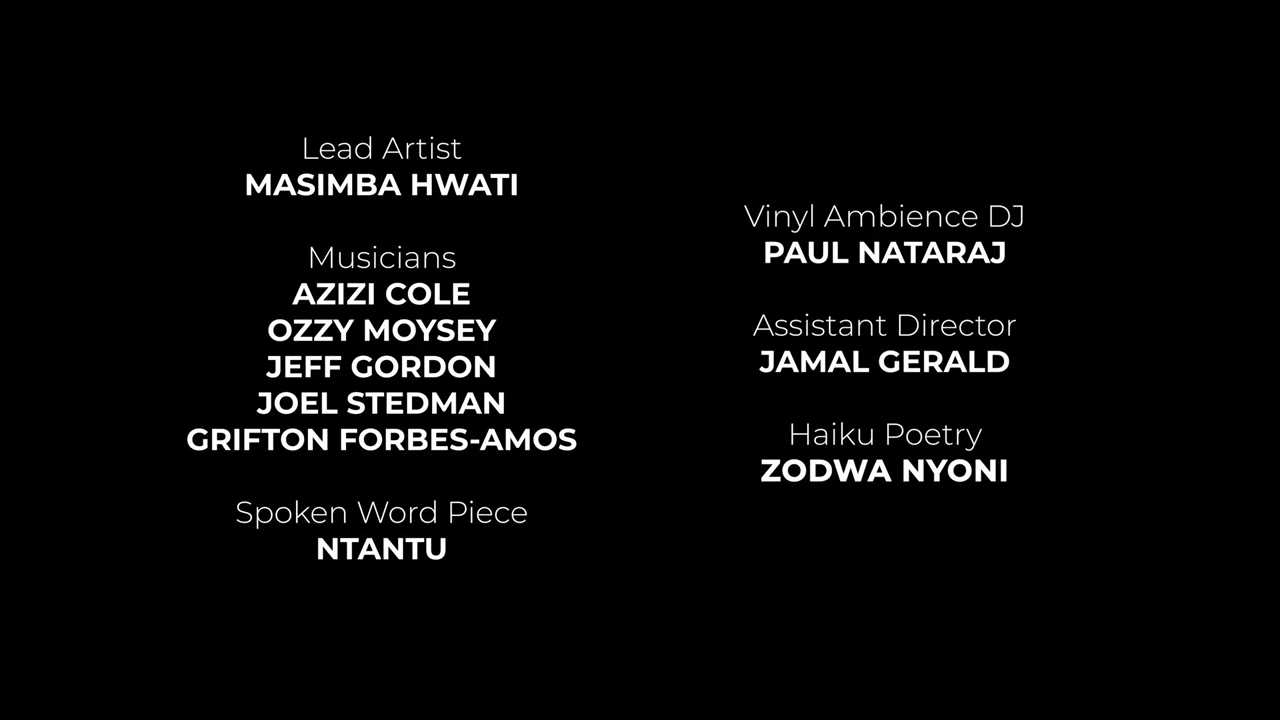 Lead Artist
MASIMBA HWATI
Musicians
AZIZI COLE
OZZY MOYSEY
JEFF GORDON
JOEL STEDMAN
GRIFTON FORBES-AMOS
Spoken Word Piece
NTANTU
Vinyl Ambience DJ
PAUL NATARAJ
Assistant Director
JAMAL GERALD
Haiku Poetry
ZODWA NYONI